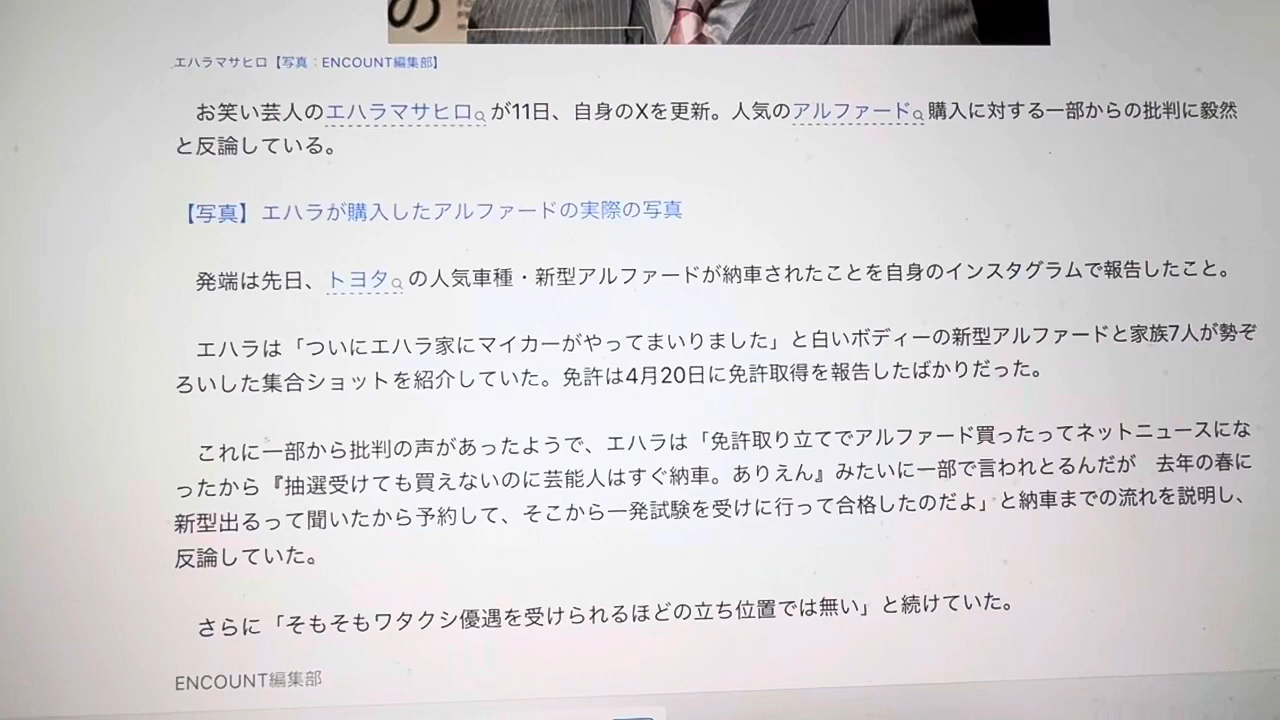 の
エハラマサヒロ【写真：ENCOUNT編集部】
お笑い芸人のエハラマサヒロが11日、自身のXを更新。人気のアルファード購入に対する一部からの批判に毅然
と反論している。
【写真】エハラが購入したアルファードの実際の写真
発端は先日、トヨタの人気車種・新型アルファードが納車されたことを自身のインスタグラムで報告したこと。
エハラは「ついにエハラ家にマイカーがやってまいりました」と白いボディーの新型アルファードと家族7人が勢ぞ
ろいした集合ショットを紹介していた。免許は4月20日に免許取得を報告したばかりだった。
これに一部から批判の声があったようで、エハラは「免許取り立てでアルファード買ったってネットニュースにな
ったから『抽選受けても買えないのに芸能人はすぐ納車。ありえん』みたいに一部で言われとるんだが　去年の春に
新型出るって聞いたから予約して、そこから一発試験を受けに行って合格したのだよ」と納車までの流れを説明し、
反論していた。
さらに「そもそもワタクシ優遇を受けられるほどの立ち位置では無い」と続けていた。
ENCOUNT編集部